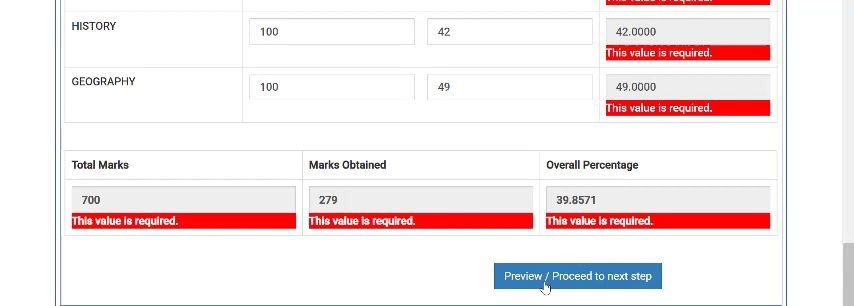 This value is required.
HISTORY 100 42 42.0000
This value is required.
GEOGRAPHY 100 49 49.0000
This value is required.
Total Marks Marks Obtained Overall Percentage
700 279 39.8571
This value is required. This value is required. This value is required.
Preview / Proceed to next step